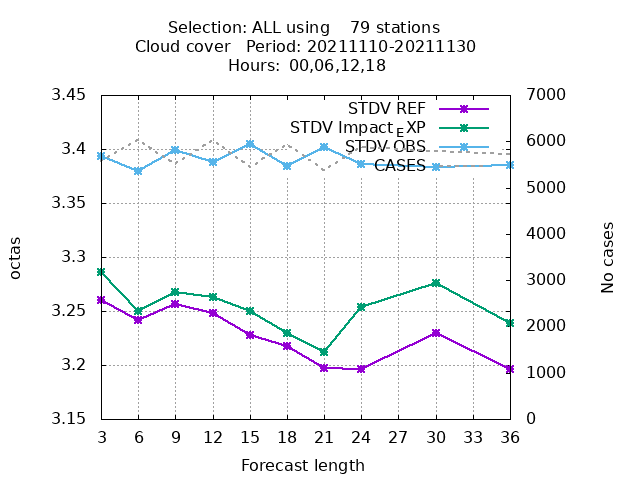 Selection: ALL using    79 stations
Cloud cover   Period: 20211110-20211130
Hours: 00,06,12,18
3.45
3.4
3.35
3.3
3.25
3.2
3.15
octas
STDV REF
STDV Impact_EXP
STDV OBS
CASES
7000
6000
5000
4000
3000
2000
1000
0
No cases
3 6 9 12 15 18 21 24 27 30 33 36
Forecast length